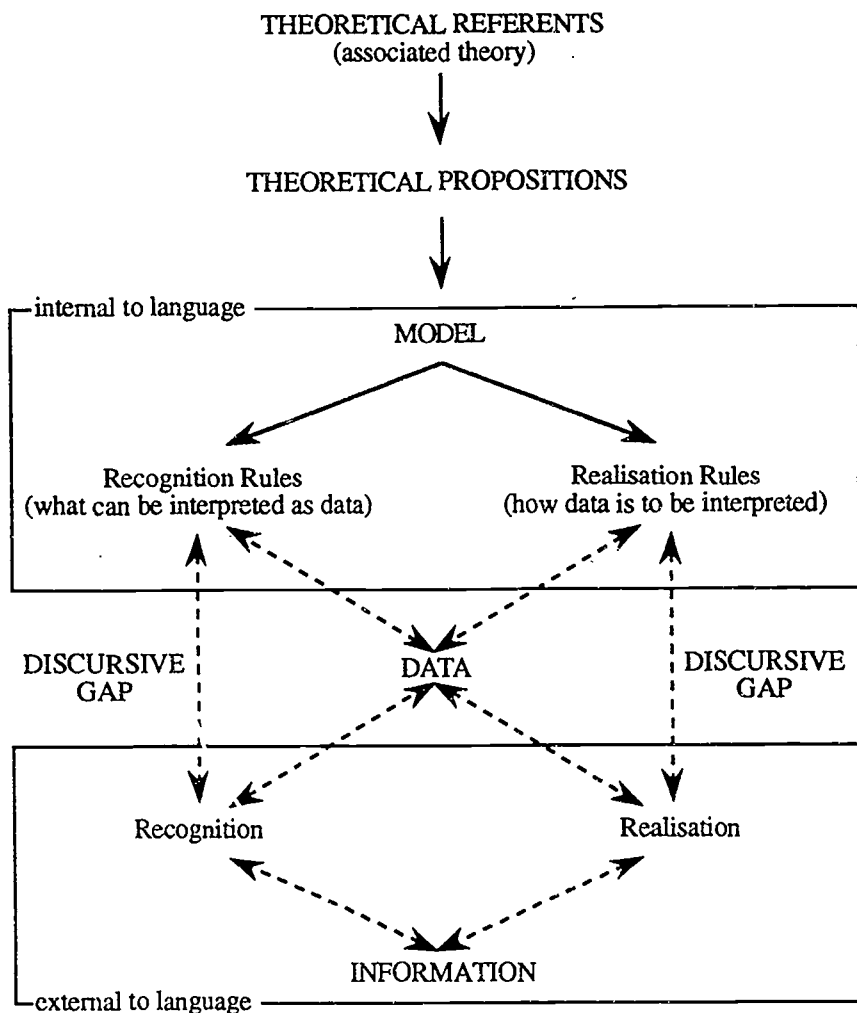 THEORETICAL REFERENTS
(associated theory)
THEORETICAL PROPOSITIONS
internal to language
MODEL
Recognition Rules
(what can be interpreted as data)
Realisation Rules
(how data is to be interpreted)
DISCURSIVE
GAP
DATA
DISCURSIVE
GAP
Recognition
Realisation
INFORMATION
external to language